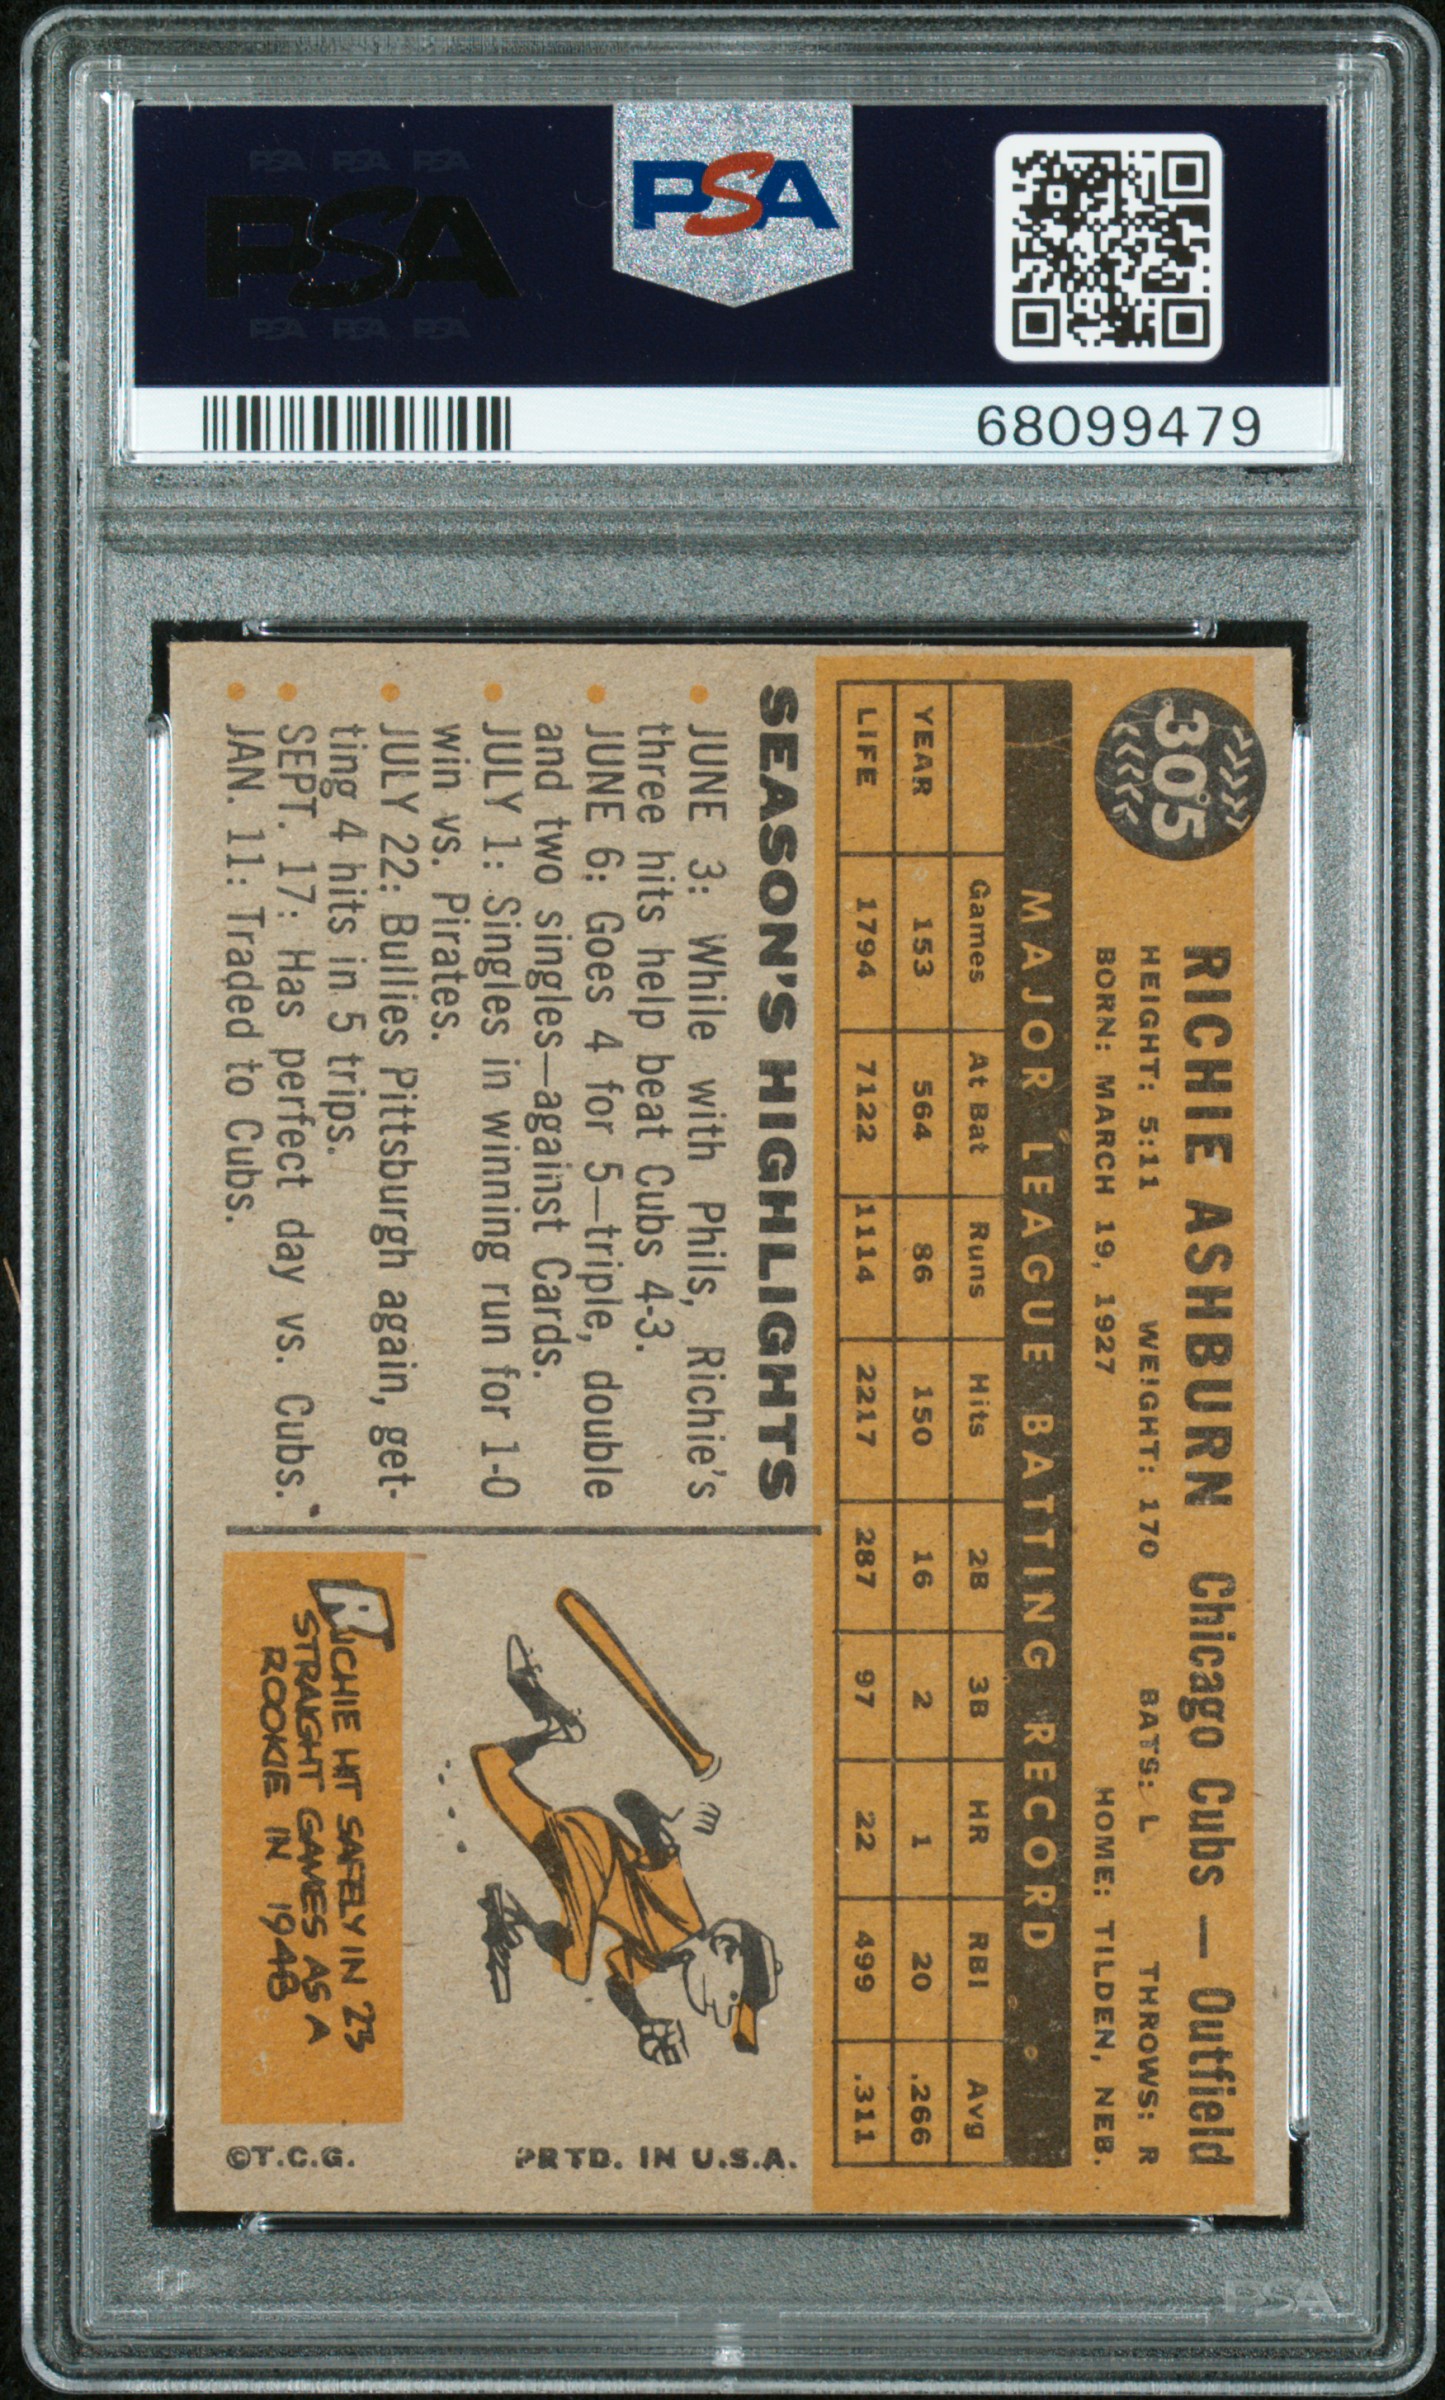 PSA PSA PSA
PSA
PSA PSA PSA
PSA
68099479
305
RICHIE ASHBURN Chicago Cubs — Outfield
HEIGHT: 5:11 WEIGHT: 170 BATS: L THROWS: R
BORN: MARCH 19, 1927 HOME: TILDEN, NEB.
MAJOR LEAGUE BATTING RECORD
Games At Bat Runs Hits 2B 3B HR RBI Avg
YEAR 153 564 86 150 16 2 1 20 .266
LIFE 1794 7122 1114 2217 287 97 22 499 .311
SEASON'S HIGHLIGHTS
• JUNE 3: While with Phils, Richie's
three hits help beat Cubs 4-3.
• JUNE 6: Goes 4 for 5—triple, double
and two singles—against Cards.
• JULY 1: Singles in winning run for 1-0
win vs. Pirates.
• JULY 22: Bullies Pittsburgh again, get-
ting 4 hits in 5 trips.
• SEPT. 17: Has perfect day vs. Cubs.
• JAN. 11: Traded to Cubs.
RICHIE HIT SAFELY IN 23
STRAIGHT GAMES AS A
ROOKIE IN 1948
©T.C.G. PRTD. IN U.S.A.
PSA